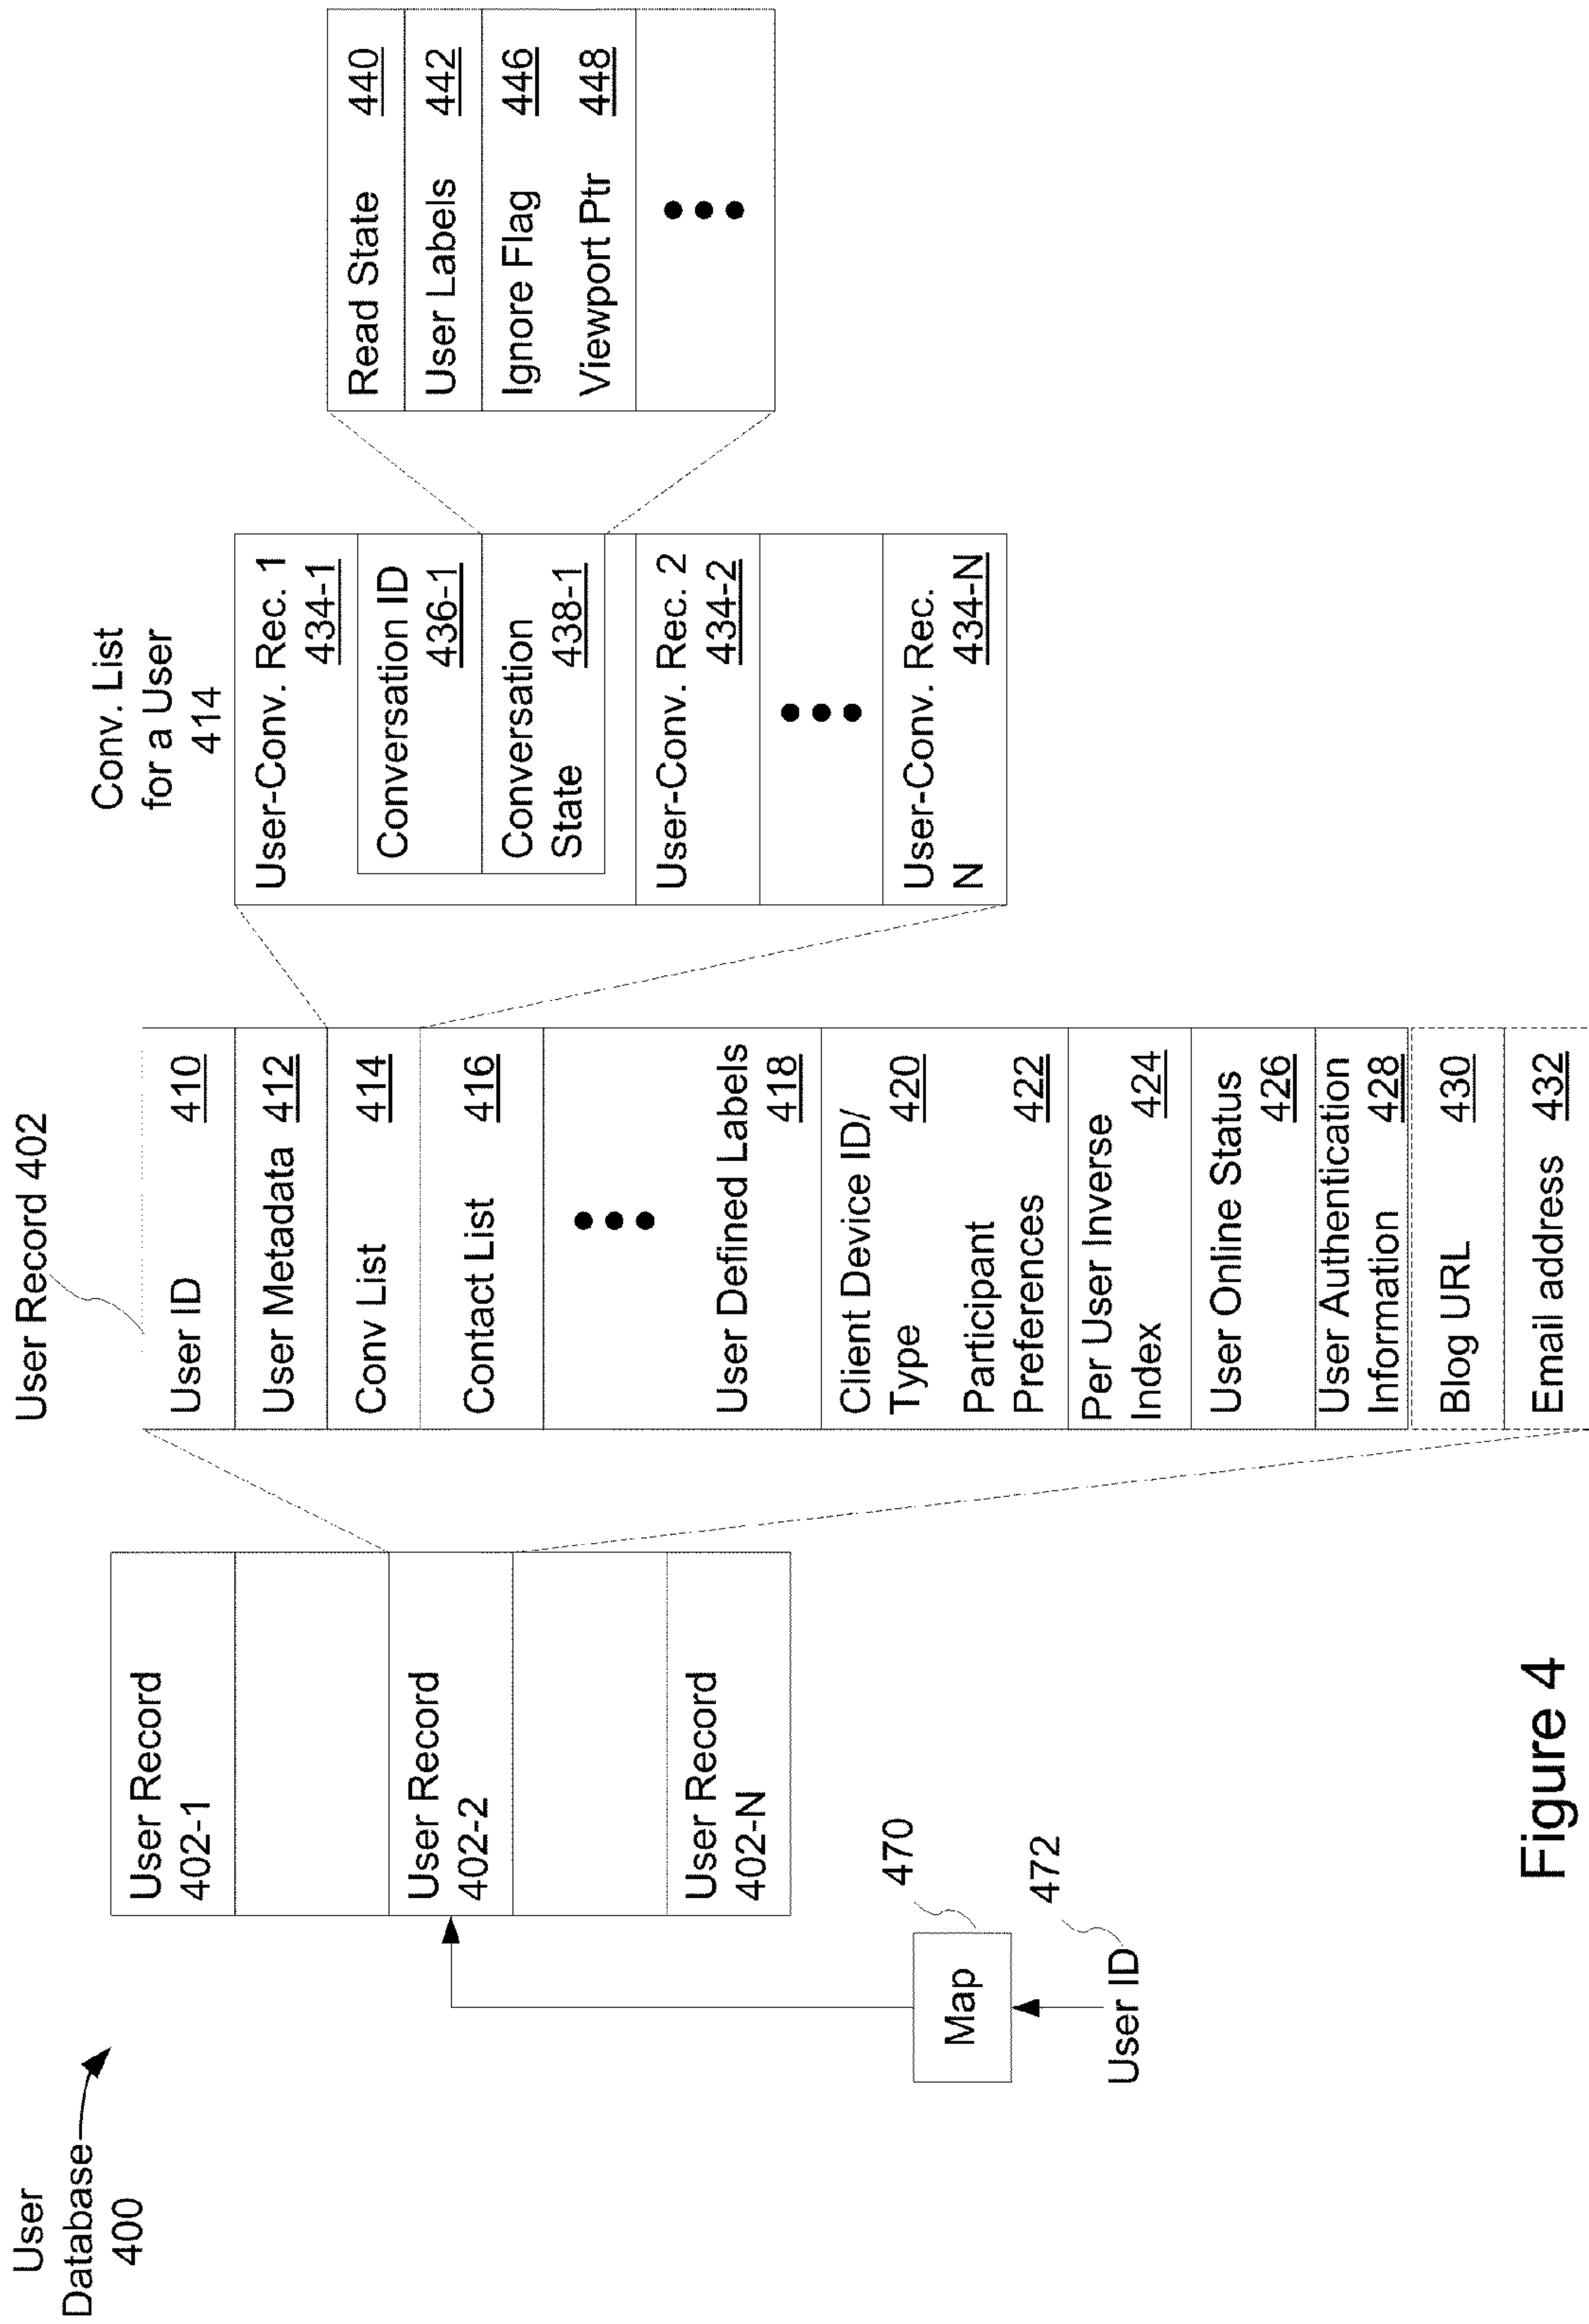 User
Database
400
User Record
402-1
User Record
402-2
User Record
402-N
Map
470
User ID
472
User Record 402
User ID 410
User Metadata 412
Conv List 414
Contact List 416
User Defined Labels
418
Client Device ID/
Type 420
Participant
Preferences 422
Per User Inverse
Index 424
User Online Status
426
User Authentication
Information 428
Blog URL 430
Email address 432
Conv. List
for a User
414
User-Conv. Rec. 1
434-1
Conversation ID
436-1
Conversation
State 438-1
User-Conv. Rec. 2
434-2
User-Conv. Rec.
N 434-N
Read State 440
User Labels 442
Ignore Flag 446
Viewport Ptr 448
Figure 4